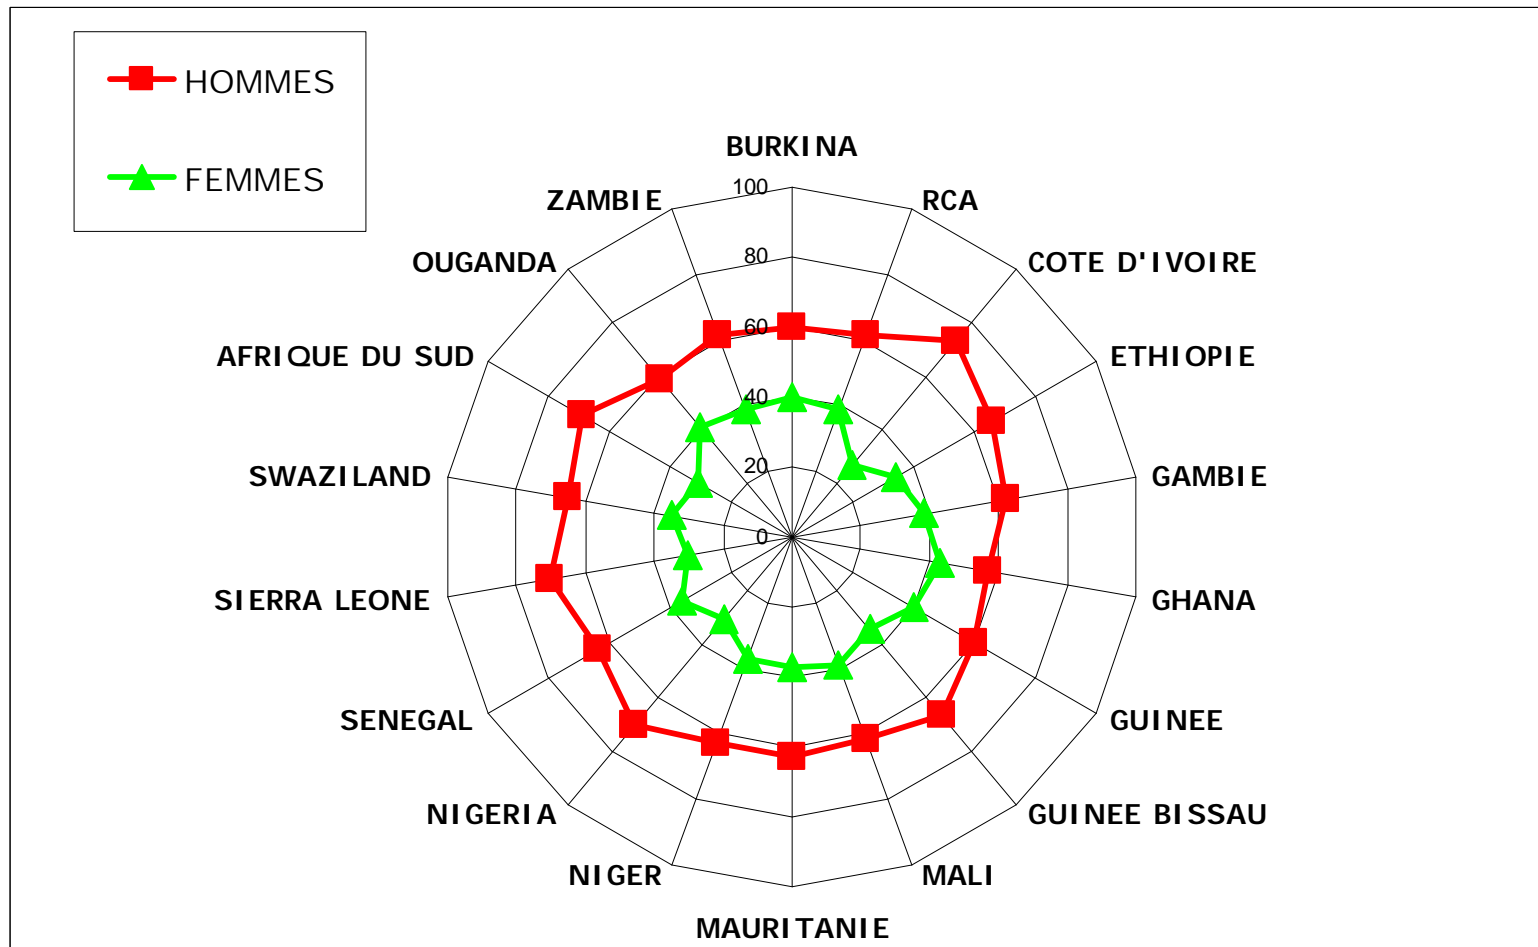 HOMMES
FEMMES
BURKINA
RCA
COTE D'IVOIRE
ETHIOPIE
GAMBIE
GHANA
GUINEE
GUINEE BISSAU
MALI
MAURITANIE
NIGER
NIGERIA
SENEGAL
SIERRA LEONE
SWAZILAND
AFRIQUE DU SUD
OUGANDA
ZAMBIE
100
80
60
40
20
0